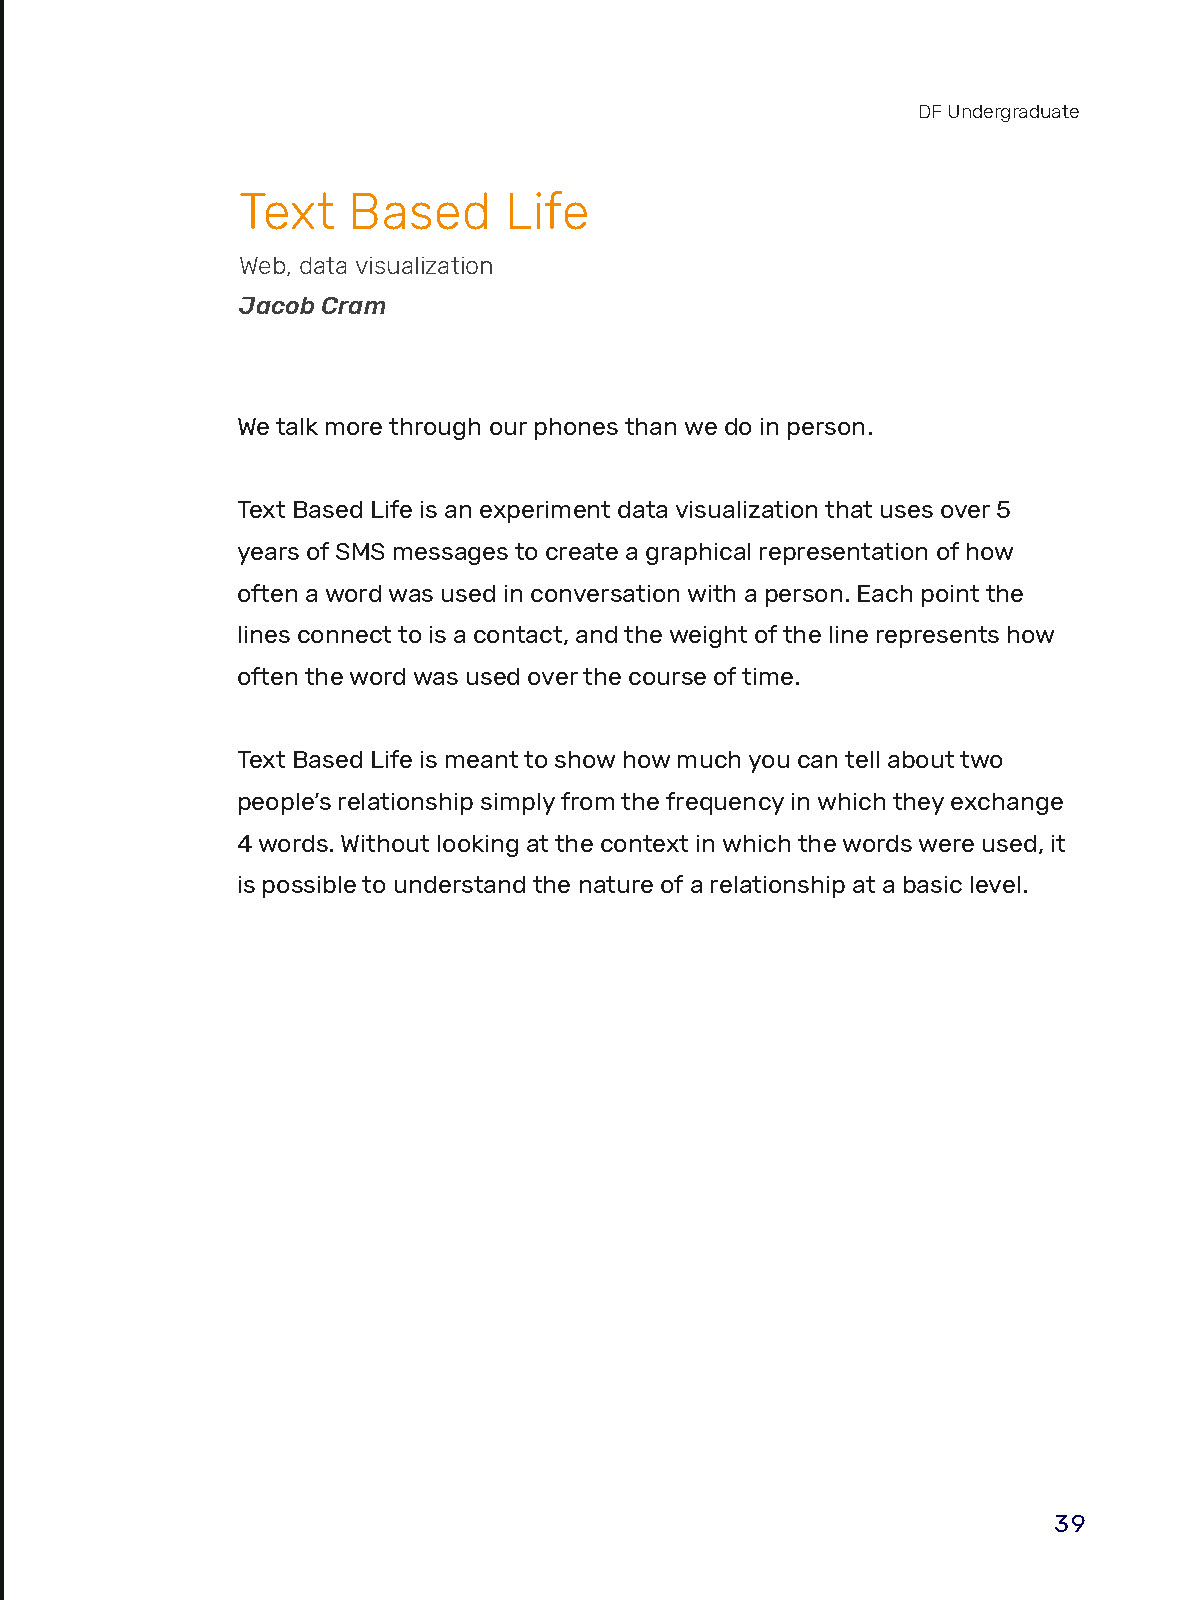 DF Undergraduate
Text Based Life
Web, data visualization
Jacob Cram
We talk more through our phones than we do in person.
Text Based Life is an experiment data visualization that uses over 5
years of SMS messages to create a graphical representation of how
often a word was used in conversation with a person. Each point the
lines connect to is a contact, and the weight of the line represents how
often the word was used over the course of time.
Text Based Life is meant to show how much you can tell about two
people’s relationship simply from the frequency in which they exchange
4 words. Without looking at the context in which the words were used, it
is possible to understand the nature of a relationship at a basic level.
39